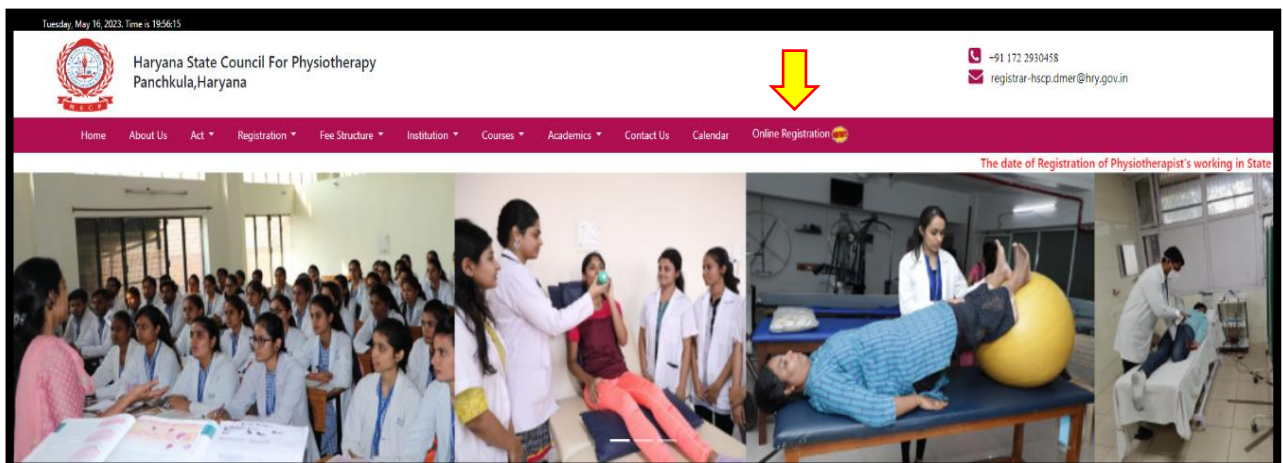 Tuesday, May 16, 2023. Time is 19:56:15
Haryana State Council For Physiotherapy
Panchkula,Haryana
+91 172 2930458
registrar-hscp.dmer@hry.gov.in
H S C P
Home About Us Act Registration Fee Structure Institution Courses Academics Contact Us Calendar Online Registration
The date of Registration of Physiotherapist's working in State